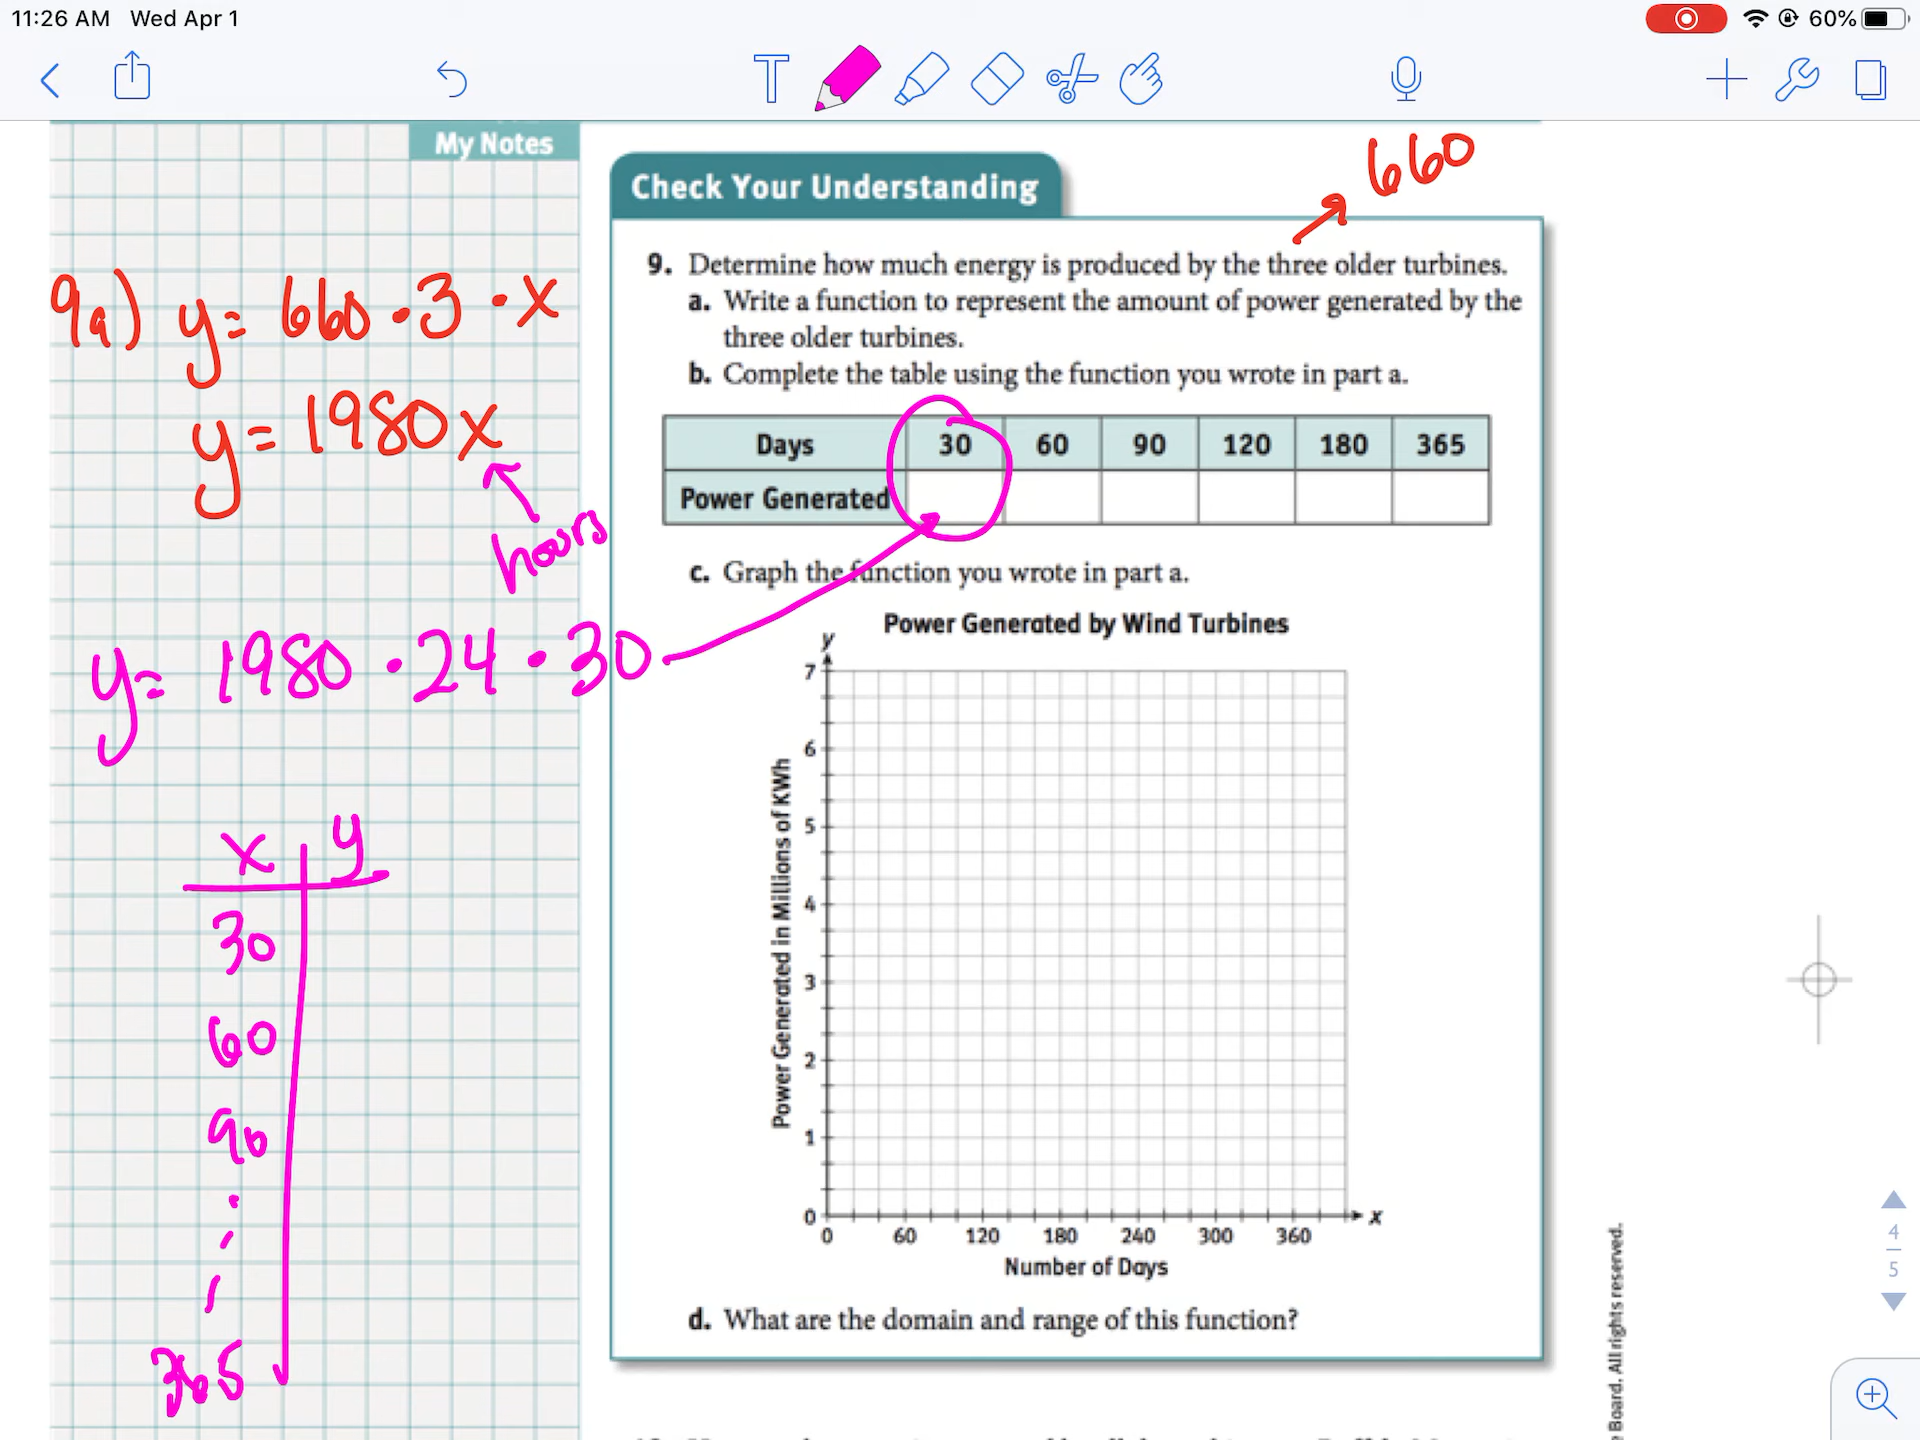 11:26 AM Wed Apr 1
60%
My Notes
Check Your Understanding
660
9. Determine how much energy is produced by the three older turbines.
a. Write a function to represent the amount of power generated by the
three older turbines.
b. Complete the table using the function you wrote in part a.
Days 30 60 90 120 180 365
Power Generated
c. Graph the function you wrote in part a.
Power Generated by Wind Turbines
y
7
6
5
4
3
2
1
0
Power Generated in Millions of KWh
0 60 120 180 240 300 360
x
Number of Days
d. What are the domain and range of this function?
9a) y = 660 · 3 · x
y = 1980x
hours
y = 1980 · 24 · 30
x y
30
60
90
365
Board. All rights reserved.
4
5